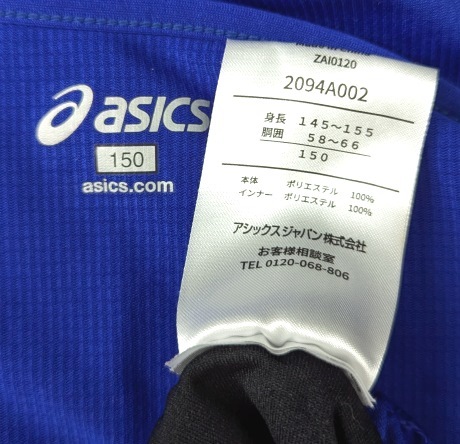 asics
150
asics.com
ZAI0120
2094A002
身長 145～155
胴囲 58～66
150
本体 ポリエステル 100%
インナー ポリエステル 100%
アシックスジャパン株式会社
お客様相談室
TEL 0120-068-806